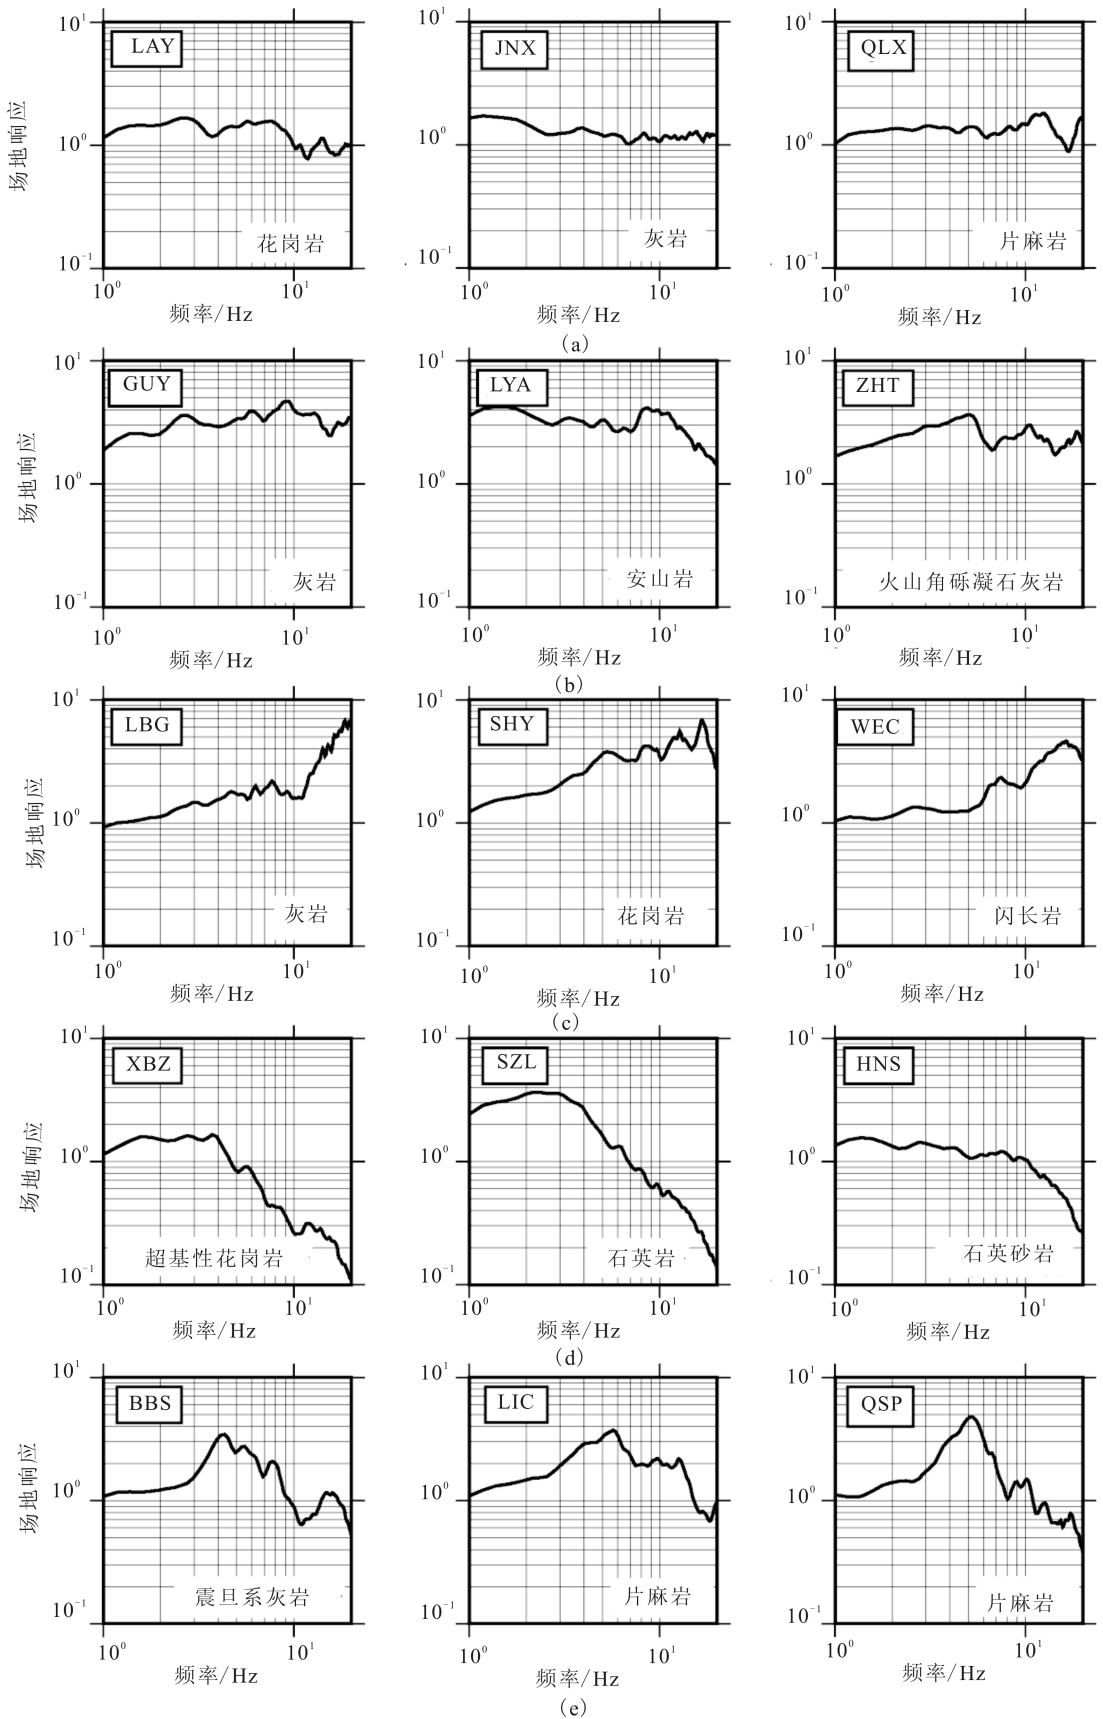 LAY JNX QLX
场地响应
10¹ 10¹ 10¹
10⁰ 10⁰ 10⁰
花岗岩 灰岩 片麻岩
10⁻¹ 10⁻¹ 10⁻¹
10⁰ 10¹ 10⁰ 10¹ 10⁰ 10¹
频率/Hz 频率/Hz 频率/Hz
(a)
GUY LYA ZHT
场地响应
10¹ 10¹ 10¹
10⁰ 10⁰ 10⁰
灰岩 安山岩 火山角砾凝石灰岩
10⁻¹ 10⁻¹ 10⁻¹
10⁰ 10¹ 10⁰ 10¹ 10⁰ 10¹
频率/Hz 频率/Hz 频率/Hz
(b)
LBG SHY WEC
场地响应
10¹ 10¹ 10¹
10⁰ 10⁰ 10⁰
灰岩 花岗岩 闪长岩
10⁻¹ 10⁻¹ 10⁻¹
10⁰ 10¹ 10⁰ 10¹ 10⁰ 10¹
频率/Hz 频率/Hz 频率/Hz
(c)
XBZ SZL HNS
场地响应
10¹ 10¹ 10¹
10⁰ 10⁰ 10⁰
超基性花岗岩 石英岩 石英砂岩
10⁻¹ 10⁻¹ 10⁻¹
10⁰ 10¹ 10⁰ 10¹ 10⁰ 10¹
频率/Hz 频率/Hz 频率/Hz
(d)
BBS LIC QSP
场地响应
10¹ 10¹ 10¹
10⁰ 10⁰ 10⁰
震旦系灰岩 片麻岩 片麻岩
10⁻¹ 10⁻¹ 10⁻¹
10⁰ 10¹ 10⁰ 10¹ 10⁰ 10¹
频率/Hz 频率/Hz 频率/Hz
(e)